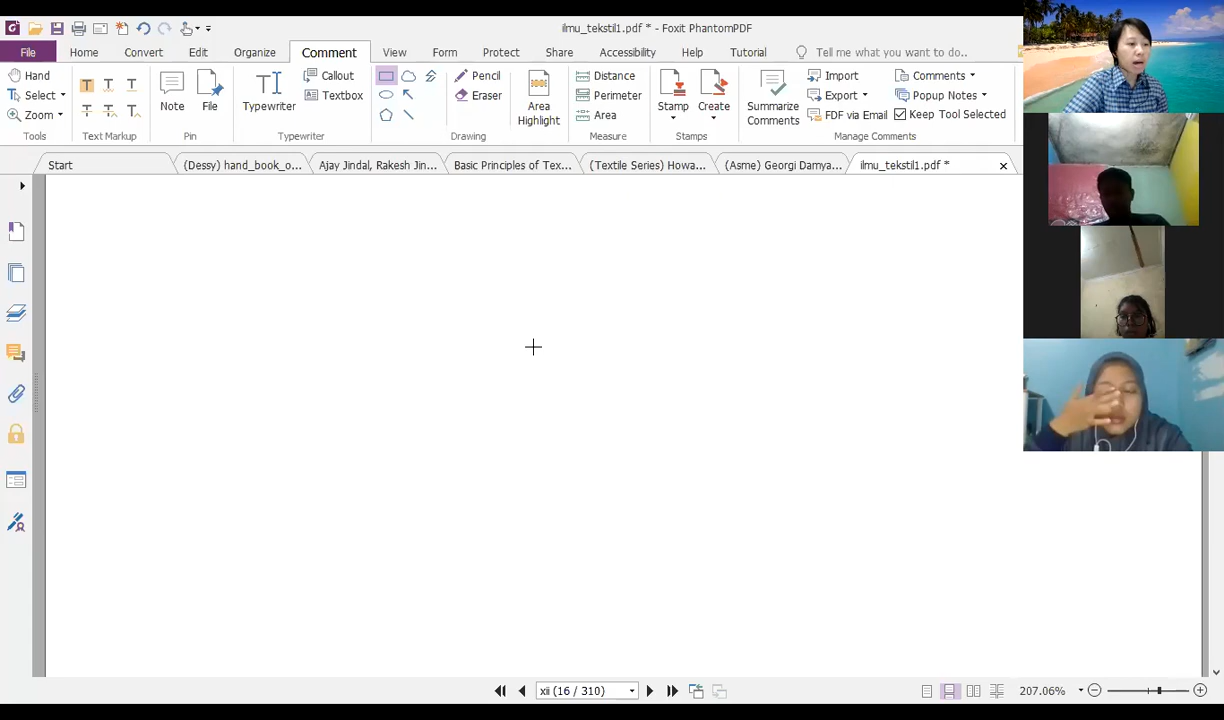 ilmu_tekstil1.pdf * - Foxit PhantomPDF
File Home Convert Edit Organize Comment View Form Protect Share Accessibility Help Tutorial Tell me what you want to do..
Hand
Select
Zoom
Tools
T T T
T T T
Text Markup
Note
File
Pin
Typewriter
Callout
Textbox
Typewriter
Pencil
Eraser
Area
Highlight
Drawing
Distance
Perimeter
Area
Measure
Stamp
Create
Stamps
Summarize
Comments
Import
Export
FDF via Email
Comments
Popup Notes
Keep Tool Selected
Manage Comments
Start
(Dessy) hand_book_o...
Ajay Jindal, Rakesh Jin...
Basic Principles of Tex...
(Textile Series) Howa...
(Asme) Georgi Damya...
ilmu_tekstil1.pdf *
xii (16 / 310)
207.06%